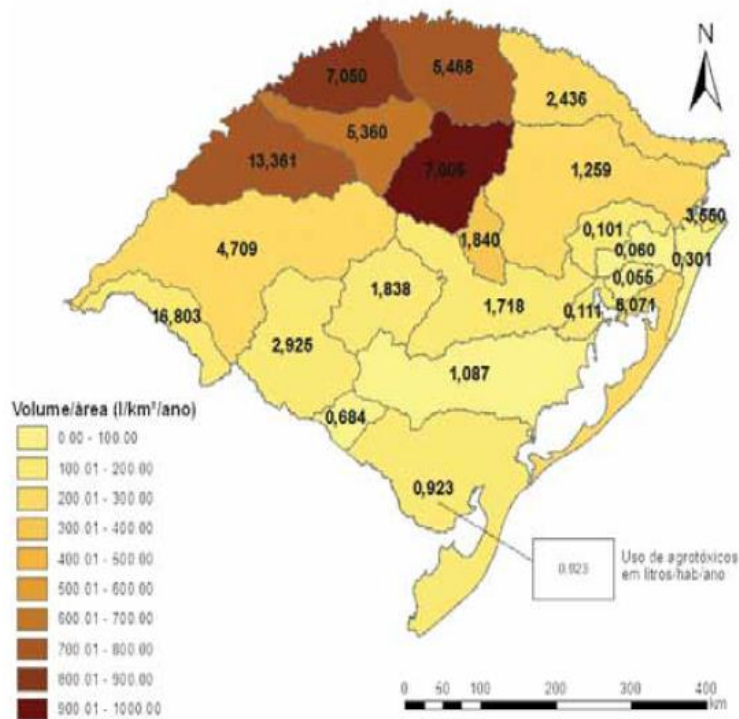 N
7,050
5,468
2,436
5,360
13,361
1,259
3,550
0,101
1,840
0,060
4,709
0,301
0,055
1,838
16,803
1,718
0,111
6,071
2,925
1,087
0,684
Volume/área (l/km²/ano)
0.00 - 100.00
100.01 - 200.00
200.01 - 300.00
300.01 - 400.00
400.01 - 500.00
500.01 - 600.00
600.01 - 700.00
700.01 - 800.00
800.01 - 900.00
900.01 - 1000.00
0,923
0.923
Uso de agrotóxicos
em litros/hab/ano
0 50 100 200 300 400
km